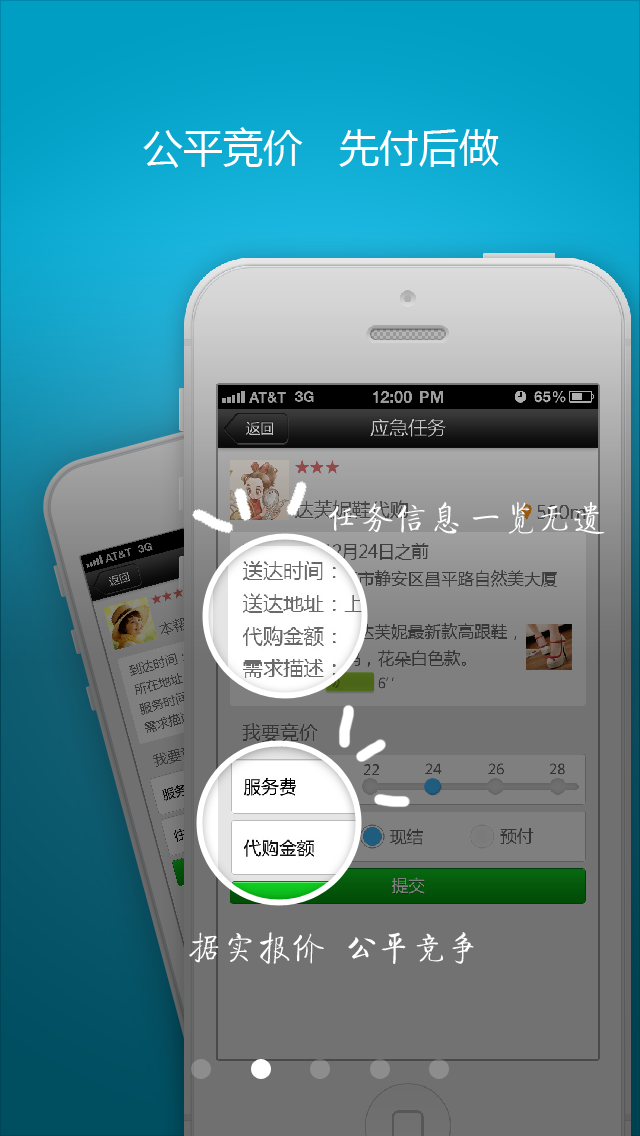 公平竞价 先付后做
AT&T 3G 12:00 PM 65%
返回 应急任务
达芙妮鞋代购
任务信息一览无遗
2月24日之前
送达时间：
市静安区昌平路自然美大厦
送达地址：上
代购金额：
达芙妮最新款高跟鞋，
需求描述：
，花朵白色款。
6''
我要竞价
服务费 22 24 26 28
代购金额 现结 预付
提交
据实报价 公平竞争
AT&T 3G
返回
到达时间：
所在地址
服务时间
需求描
我要
服务